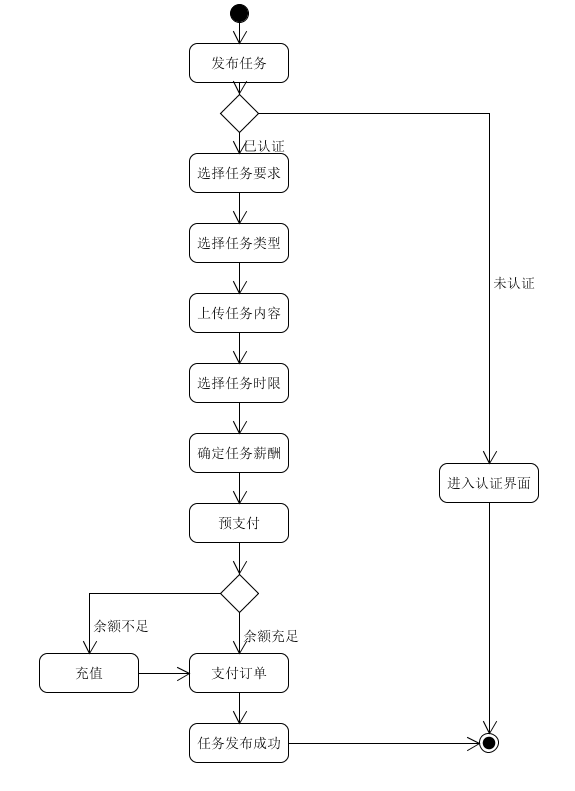 发布任务
已认证
选择任务要求
选择任务类型
未认证
上传任务内容
选择任务时限
确定任务薪酬
进入认证界面
预支付
余额不足
余额充足
充值
支付订单
任务发布成功